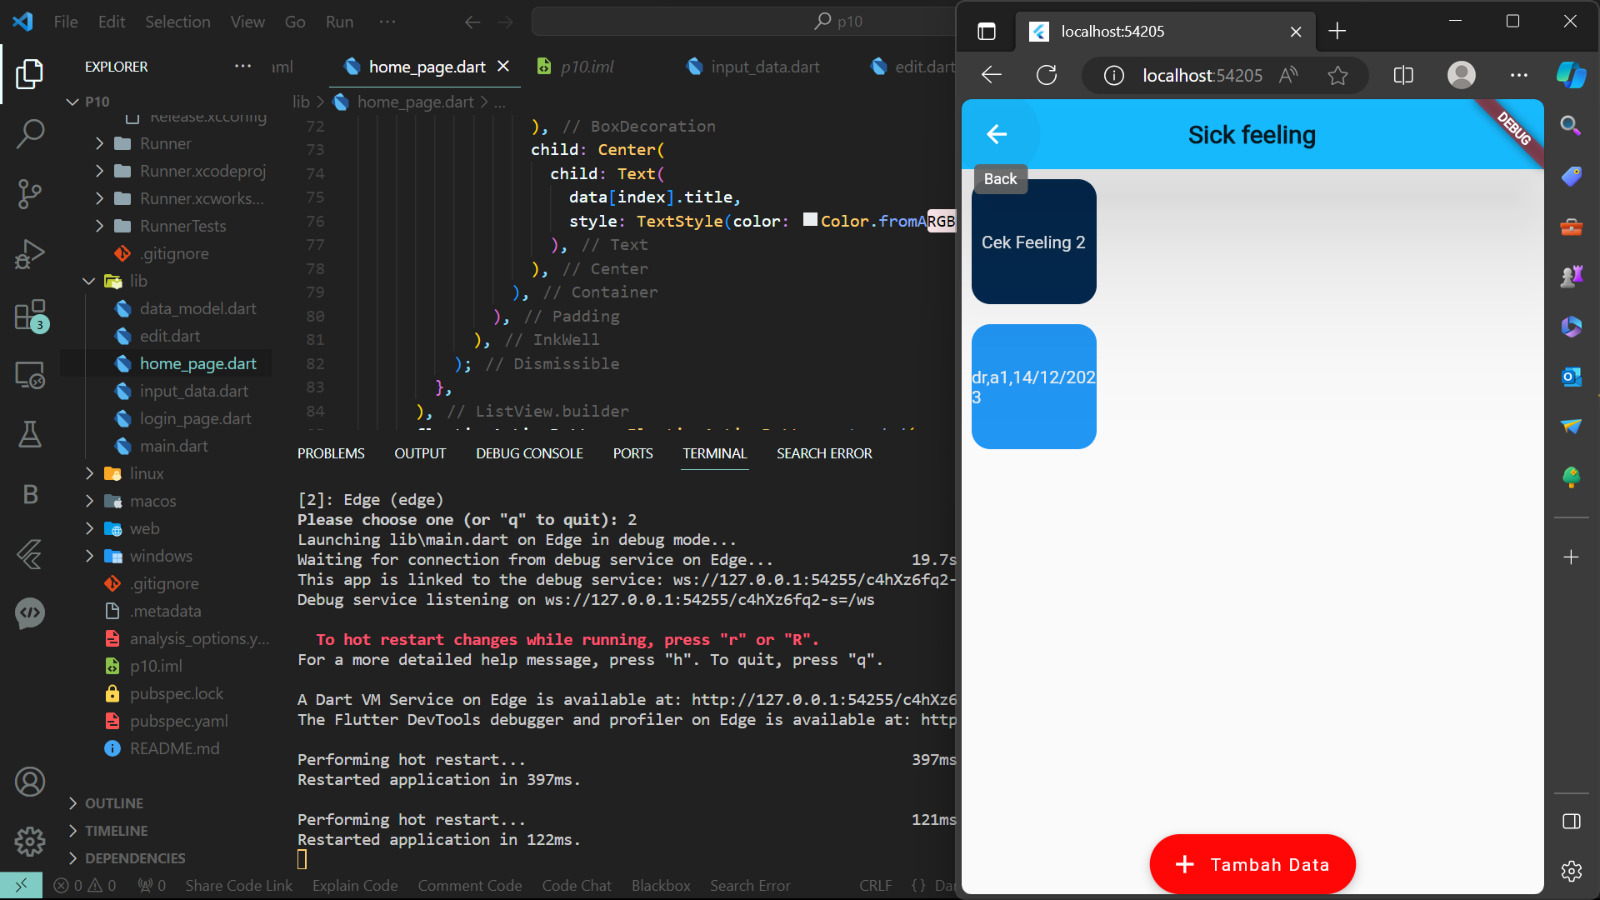 File Edit Selection View Go Run ···
p10
EXPLORER
P10
Release.xcconfig
Runner
Runner.xcodeproj
Runner.xcworks...
RunnerTests
.gitignore
lib
data_model.dart
edit.dart
home_page.dart
input_data.dart
login_page.dart
main.dart
linux
macos
web
windows
.gitignore
.metadata
analysis_options.y...
p10.iml
pubspec.lock
pubspec.yaml
README.md
OUTLINE
TIMELINE
DEPENDENCIES
3
B
aml home_page.dart p10.iml input_data.dart edit.dart
lib > home_page.dart > ...
72 ), // BoxDecoration
73 child: Center(
74 child: Text(
75 data[index].title,
76 style: TextStyle(color: Color.fromARGB
77 ), // Text
78 ), // Center
79 ), // Container
80 ), // Padding
81 ), // InkWell
82 ); // Dismissible
83 },
84 ), // ListView.builder
PROBLEMS OUTPUT DEBUG CONSOLE PORTS TERMINAL SEARCH ERROR
[2]: Edge (edge)
Please choose one (or "q" to quit): 2
Launching lib\main.dart on Edge in debug mode...
Waiting for connection from debug service on Edge... 19.7s
This app is linked to the debug service: ws://127.0.0.1:54255/c4hXz6fq2-
Debug service listening on ws://127.0.0.1:54255/c4hXz6fq2-s=/ws
To hot restart changes while running, press "r" or "R".
For a more detailed help message, press "h". To quit, press "q".
A Dart VM Service on Edge is available at: http://127.0.0.1:54255/c4hXz6
The Flutter DevTools debugger and profiler on Edge is available at: http
Performing hot restart... 397ms
Restarted application in 397ms.
Performing hot restart... 121ms
Restarted application in 122ms.
0 0 0 Share Code Link Explain Code Comment Code Code Chat Blackbox Search Error CRLF {} Da
localhost:54205
localhost:54205
Sick feeling
DEBUG
Back
Cek Feeling 2
dr,a1,14/12/202
3
+ Tambah Data